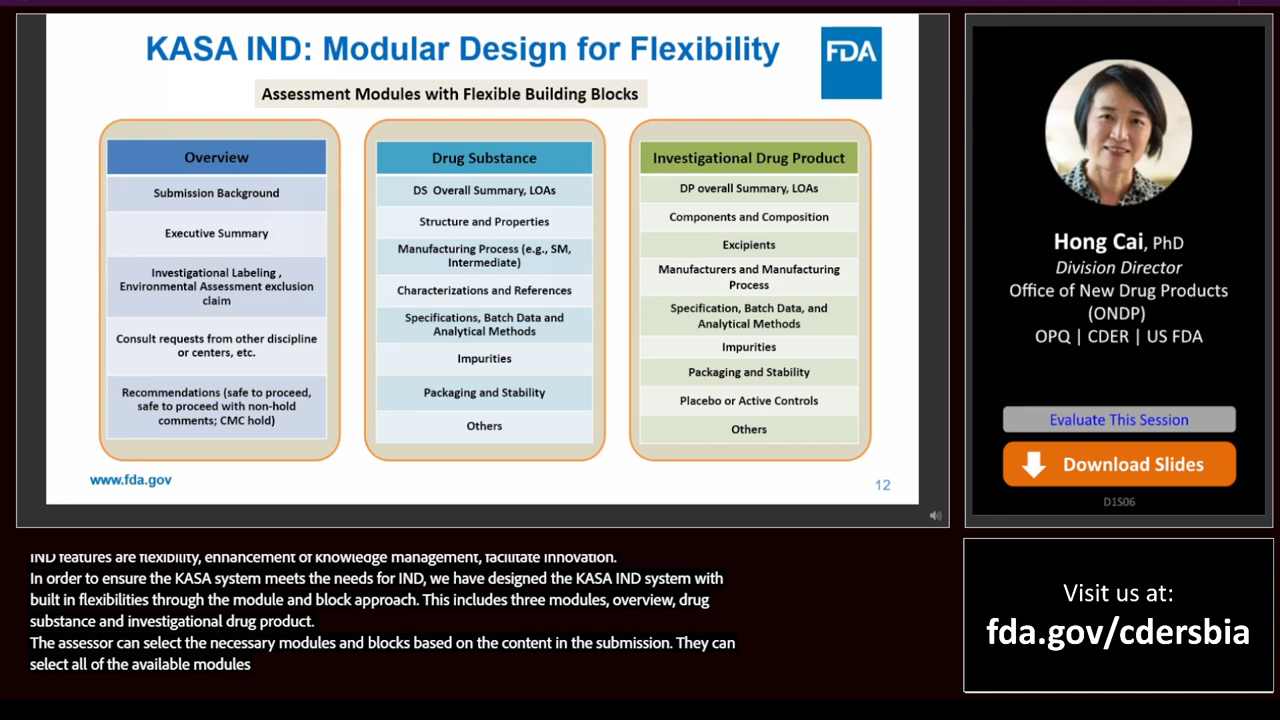 KASA IND: Modular Design for Flexibility
FDA
Assessment Modules with Flexible Building Blocks
Overview
Submission Background
Executive Summary
Investigational Labeling ,
Environmental Assessment exclusion
claim
Consult requests from other discipline
or centers, etc.
Recommendations (safe to proceed,
safe to proceed with non-hold
comments; CMC hold)
Drug Substance
DS Overall Summary, LOAs
Structure and Properties
Manufacturing Process (e.g., SM,
Intermediate)
Characterizations and References
Specifications, Batch Data and
Analytical Methods
Impurities
Packaging and Stability
Others
Investigational Drug Product
DP overall Summary, LOAs
Components and Composition
Excipients
Manufacturers and Manufacturing
Process
Specification, Batch Data, and
Analytical Methods
Impurities
Packaging and Stability
Placebo or Active Controls
Others
www.fda.gov
12
Hong Cai, PhD
Division Director
Office of New Drug Products
(ONDP)
OPQ | CDER | US FDA
Evaluate This Session
Download Slides
D1S06
IND features are flexibility, enhancement of knowledge management, facilitate innovation.
In order to ensure the KASA system meets the needs for IND, we have designed the KASA IND system with
built in flexibilities through the module and block approach. This includes three modules, overview, drug
substance and investigational drug product.
The assessor can select the necessary modules and blocks based on the content in the submission. They can
select all of the available modules
Visit us at:
fda.gov/cdersbia